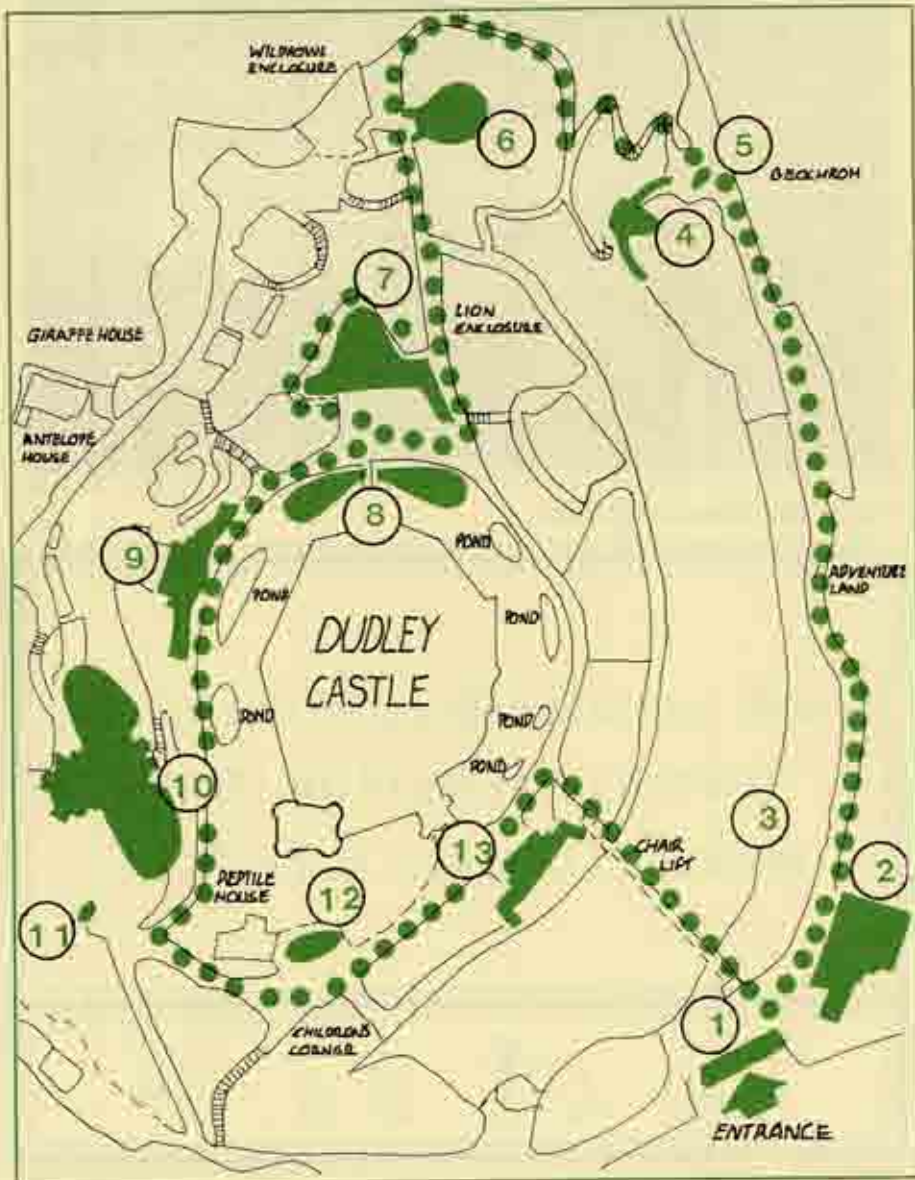 WILDFOWL
ENCLOSURE
6
5
BECKHROM
4
7
LION
ENCLOSURE
GIRAFFE HOUSE
ANTELOPE
HOUSE
8
POND
9
POND
ADVENTURE
LAND
POND
DUDLEY
CASTLE
POND
POND
POND
10
3
13
CHAIR
LIFT
2
REPTILE
HOUSE
12
11
1
CHILDREN'S
CORNER
ENTRANCE